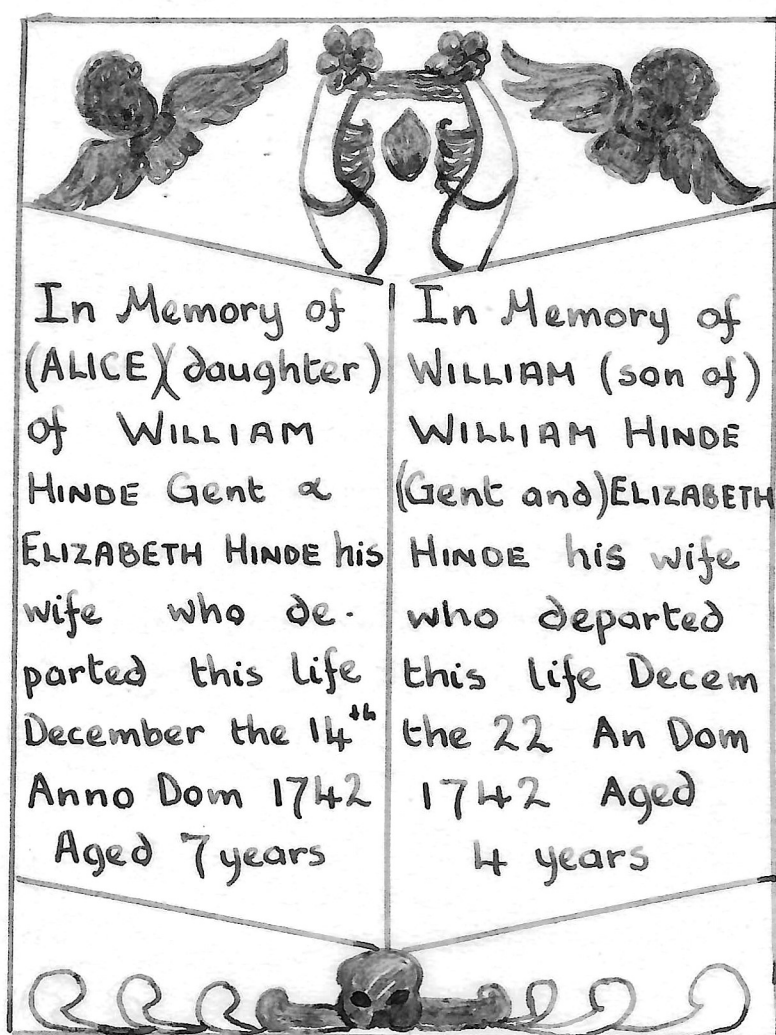 In Memory of
(ALICE)(daughter)
of WILLIAM
HINDE Gent &
ELIZABETH HINDE his
wife who de-
parted this life
December the 14th
Anno Dom 1742
Aged 7 years
In Memory of
WILLIAM (son of)
WILLIAM HINDE
(Gent and) ELIZABETH
HINDE his wife
who departed
this life Decem
the 22 An Dom
1742 Aged
4 years